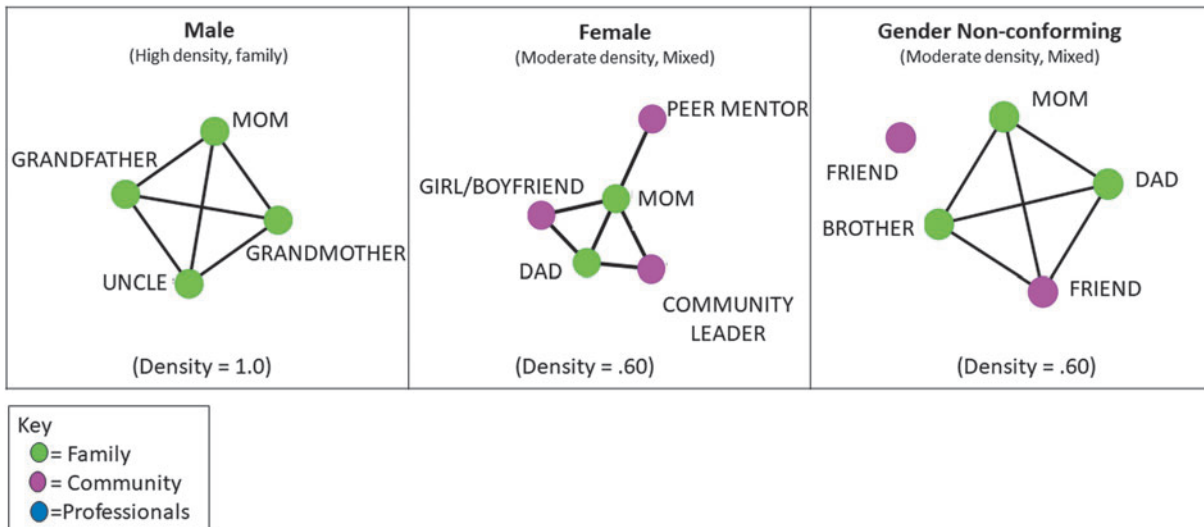 Male
(High density, family)
MOM
GRANDFATHER
GRANDMOTHER
UNCLE
(Density = 1.0)
Female
(Moderate density, Mixed)
PEER MENTOR
GIRL/BOYFRIEND
MOM
DAD
COMMUNITY
LEADER
(Density = .60)
Gender Non-conforming
(Moderate density, Mixed)
MOM
FRIEND
DAD
BROTHER
FRIEND
(Density = .60)
Key
= Family
= Community
=Professionals